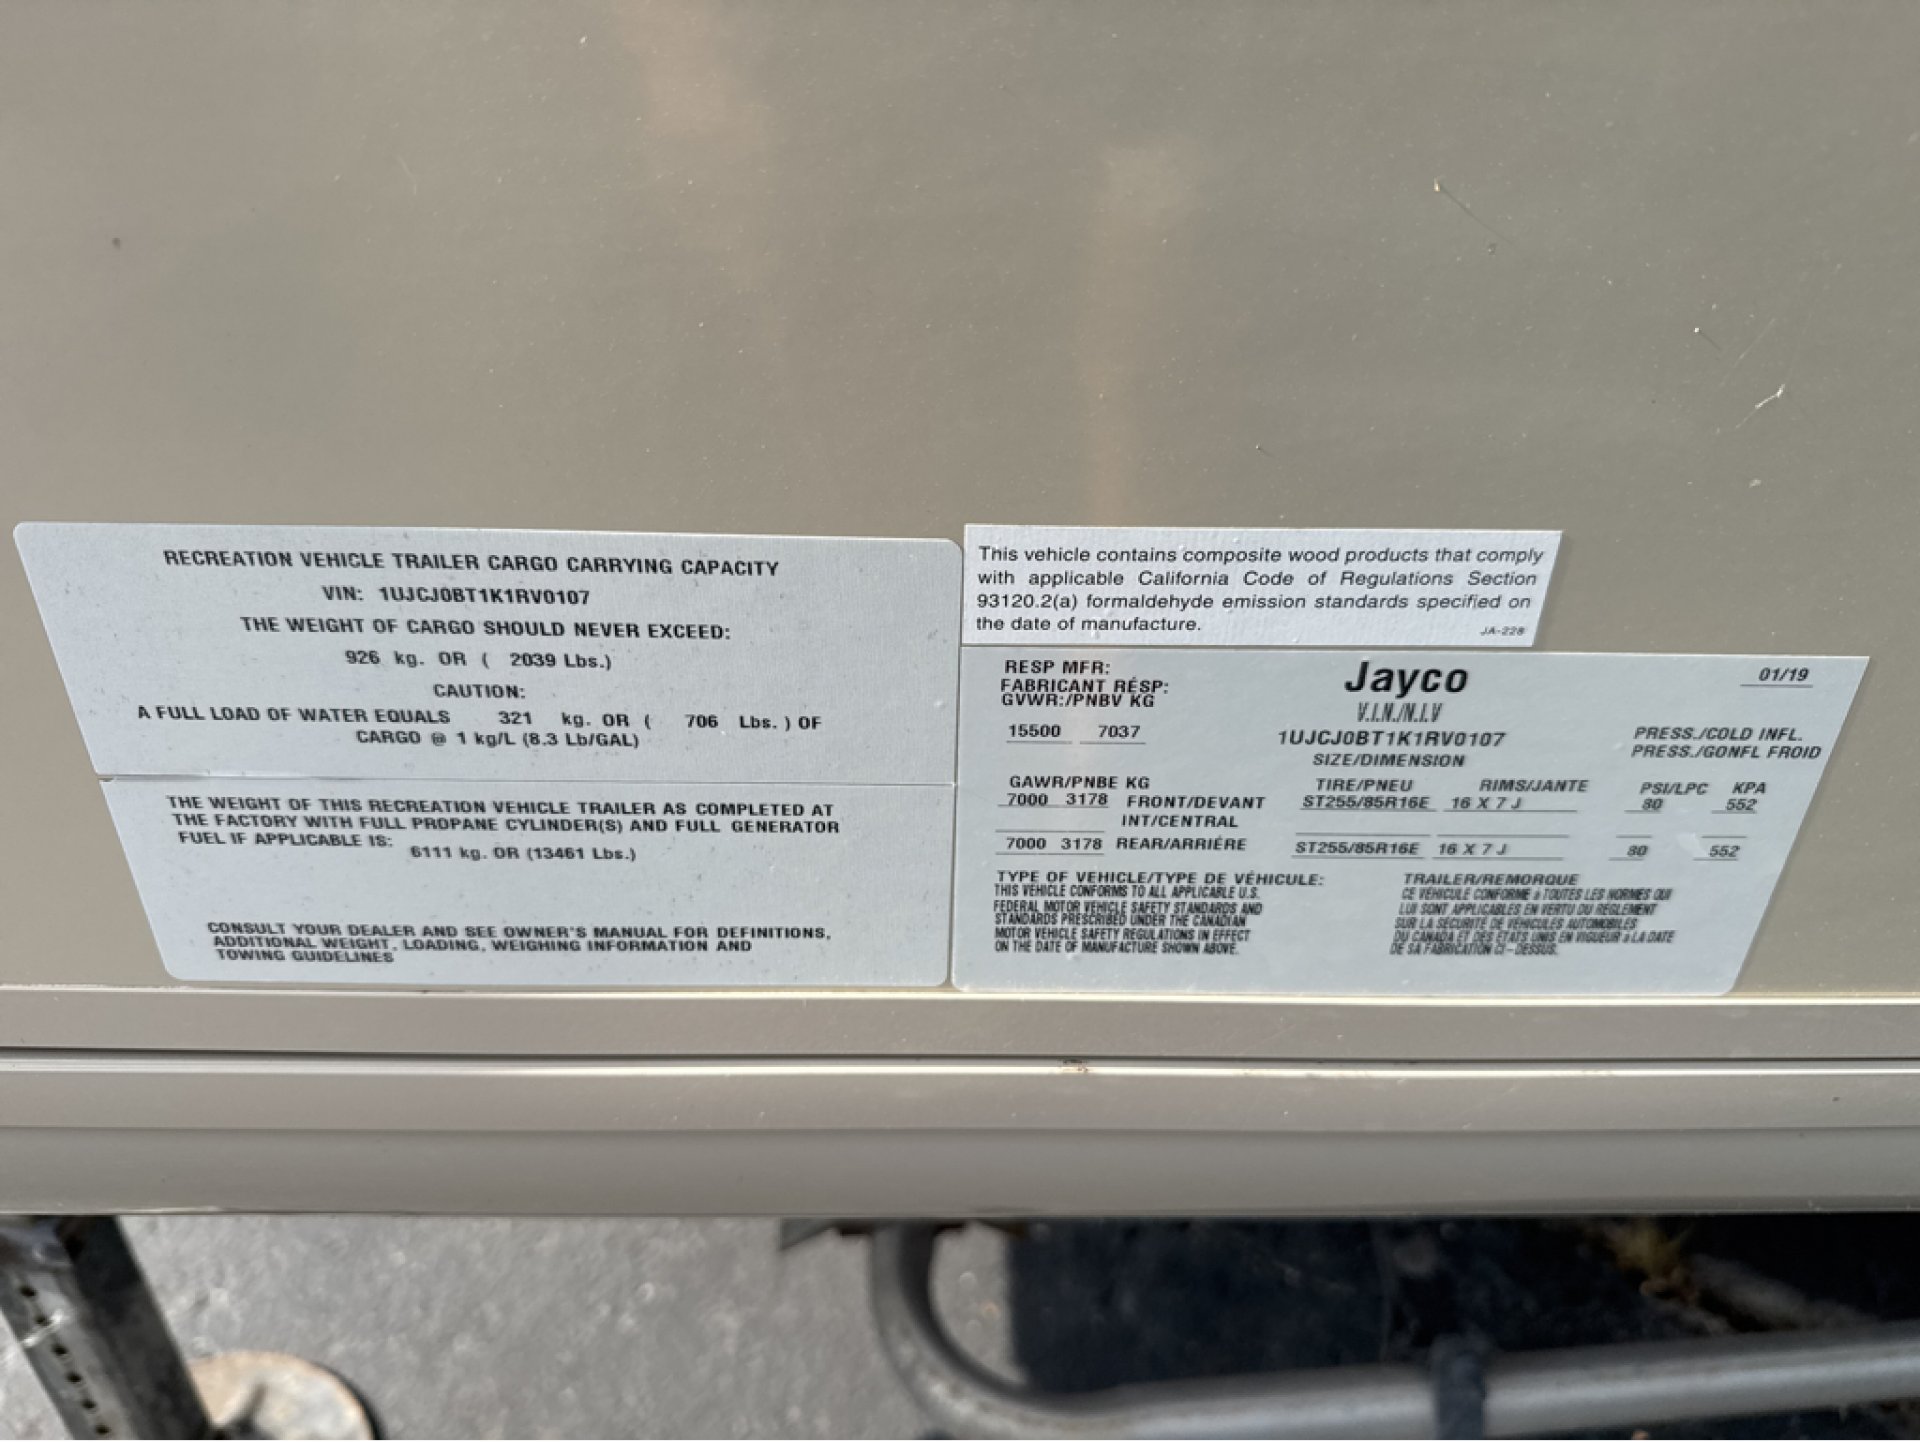 RECREATION VEHICLE TRAILER CARGO CARRYING CAPACITY
VIN: 1UJCJ0BT1K1RV0107
THE WEIGHT OF CARGO SHOULD NEVER EXCEED:
926 kg. OR ( 2039 Lbs.)
CAUTION:
A FULL LOAD OF WATER EQUALS 321 kg. OR ( 706 Lbs. ) OF
CARGO @ 1 kg/L (8.3 Lb/GAL)
THE WEIGHT OF THIS RECREATION VEHICLE TRAILER AS COMPLETED AT
THE FACTORY WITH FULL PROPANE CYLINDER(S) AND FULL GENERATOR
FUEL IF APPLICABLE IS:
6111 kg. OR (13461 Lbs.)
CONSULT YOUR DEALER AND SEE OWNER'S MANUAL FOR DEFINITIONS,
ADDITIONAL WEIGHT, LOADING, WEIGHING INFORMATION AND
TOWING GUIDELINES
This vehicle contains composite wood products that comply
with applicable California Code of Regulations Section
93120.2(a) formaldehyde emission standards specified on
the date of manufacture.
JA-228
RESP MFR: Jayco 01/19
FABRICANT RÉSP:
GVWR:/PNBV KG V.I.N./N.I.V
15500 7037 1UJCJ0BT1K1RV0107 PRESS./COLD INFL.
SIZE/DIMENSION PRESS./GONFL FROID
GAWR/PNBE KG TIRE/PNEU RIMS/JANTE PSI/LPC KPA
7000 3178 FRONT/DEVANT ST255/85R16E 16 X 7 J 80 552
INT/CENTRAL
7000 3178 REAR/ARRIÉRE ST255/85R16E 16 X 7 J 80 552
TYPE OF VEHICLE/TYPE DE VÉHICULE: TRAILER/REMORQUE
THIS VEHICLE CONFORMS TO ALL APPLICABLE U.S.
FEDERAL MOTOR VEHICLE SAFETY STANDARDS AND
STANDARDS PRESCRIBED UNDER THE CANADIAN
MOTOR VEHICLE SAFETY REGULATIONS IN EFFECT
ON THE DATE OF MANUFACTURE SHOWN ABOVE.
CE VÉHICULE CONFORME à TOUTES LES NORMES QUI
LUI SONT APPLICABLES EN VERTU DU RÉGLEMENT
SUR LA SÉCURITÉ DE VÉHICULES AUTOMOBILES
DU CANADA ET DES ÉTATS UNIS EN VIGUEUR à LA DATE
DE SA FABRICATION CI-DESSUS.